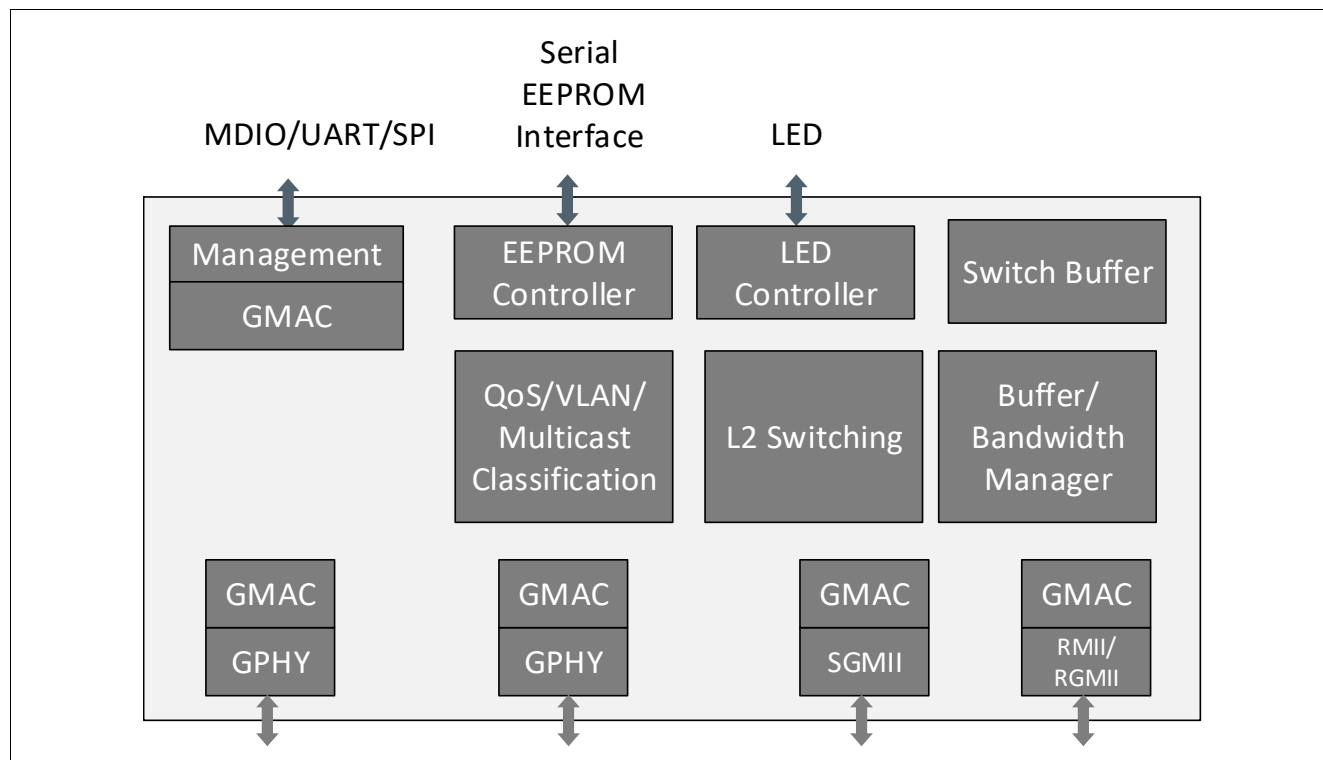 Serial
EEPROM
Interface
MDIO/UART/SPI
LED
Management
GMAC
EEPROM
Controller
LED
Controller
Switch Buffer
QoS/VLAN/
Multicast
Classification
L2 Switching
Buffer/
Bandwidth
Manager
GMAC
GPHY
GMAC
GPHY
GMAC
SGMII
GMAC
RMII/
RGMII